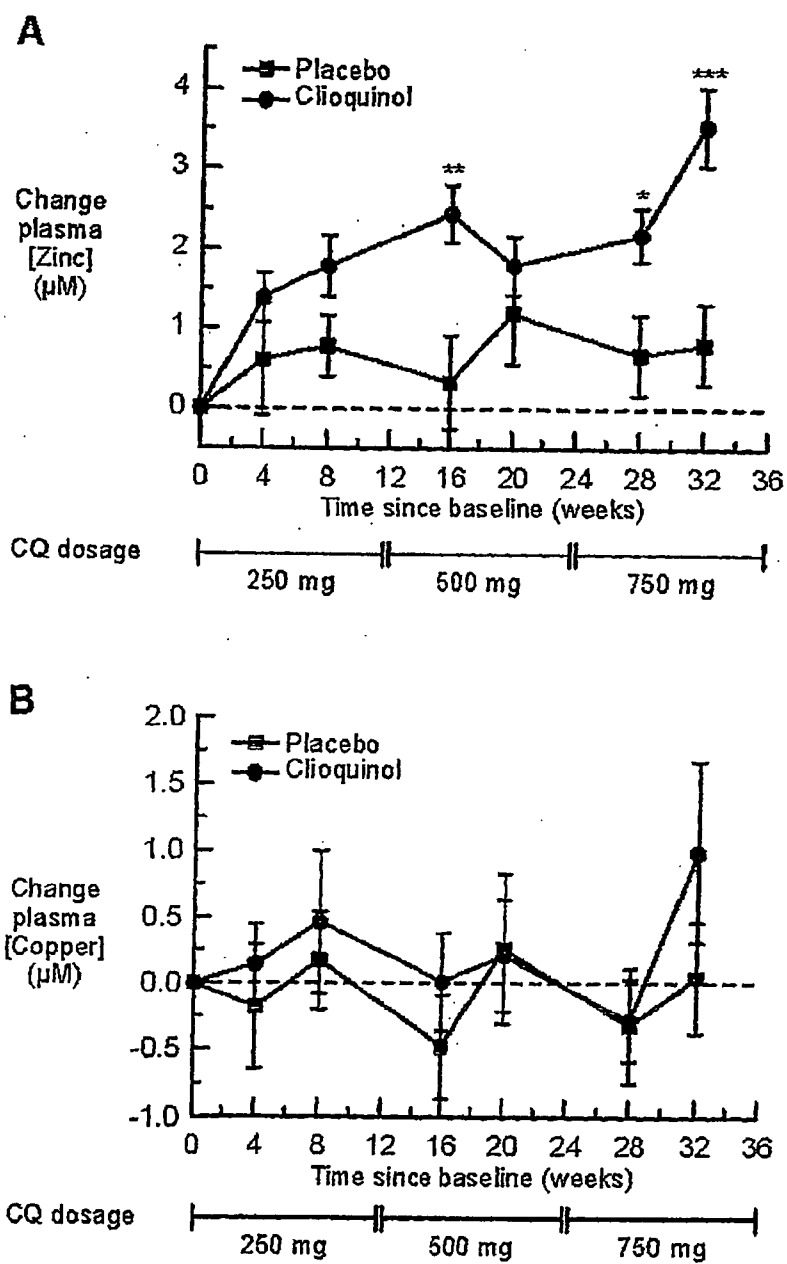 A
Placebo
Clioquinol
4
3
2
1
0
Change
plasma
[Zinc]
(µM)
**
*
***
0 4 8 12 16 20 24 28 32 36
Time since baseline (weeks)
CQ dosage
250 mg 500 mg 750 mg
B
Placebo
Clioquinol
2.0
1.5
1.0
0.5
0.0
-0.5
-1.0
Change
plasma
[Copper]
(µM)
0 4 8 12 16 20 24 28 32 36
Time since baseline (weeks)
CQ dosage
250 mg 500 mg 750 mg